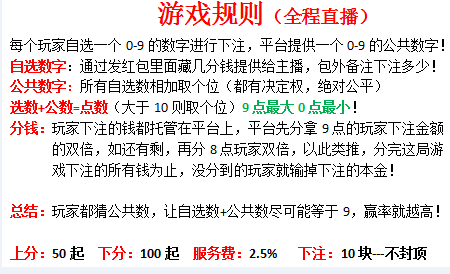 游戏规则（全程直播）
每个玩家自选一个 0-9 的数字进行下注，平台提供一个 0-9 的公共数字！
自选数字：通过发红包里面藏几分钱提供给主播，包外备注下注多少！
公共数字：所有自选数相加取个位（都有决定权，绝对公平）
选数+公数=点数（大于 10 则取个位）9 点最大 0 点最小！
分钱：玩家下注的钱都托管在平台上，平台先分拿 9 点的玩家下注金额
的双倍，如还有剩，再分 8 点玩家双倍，以此类推，分完这局游
戏下注的所有钱为止，没分到的玩家就输掉下注的本金！
总结：玩家都猜公共数，让自选数+公共数尽可能等于 9，赢率就越高！
上分：50 起 下分：100 起 服务费：2.5% 下注：10 块---不封顶